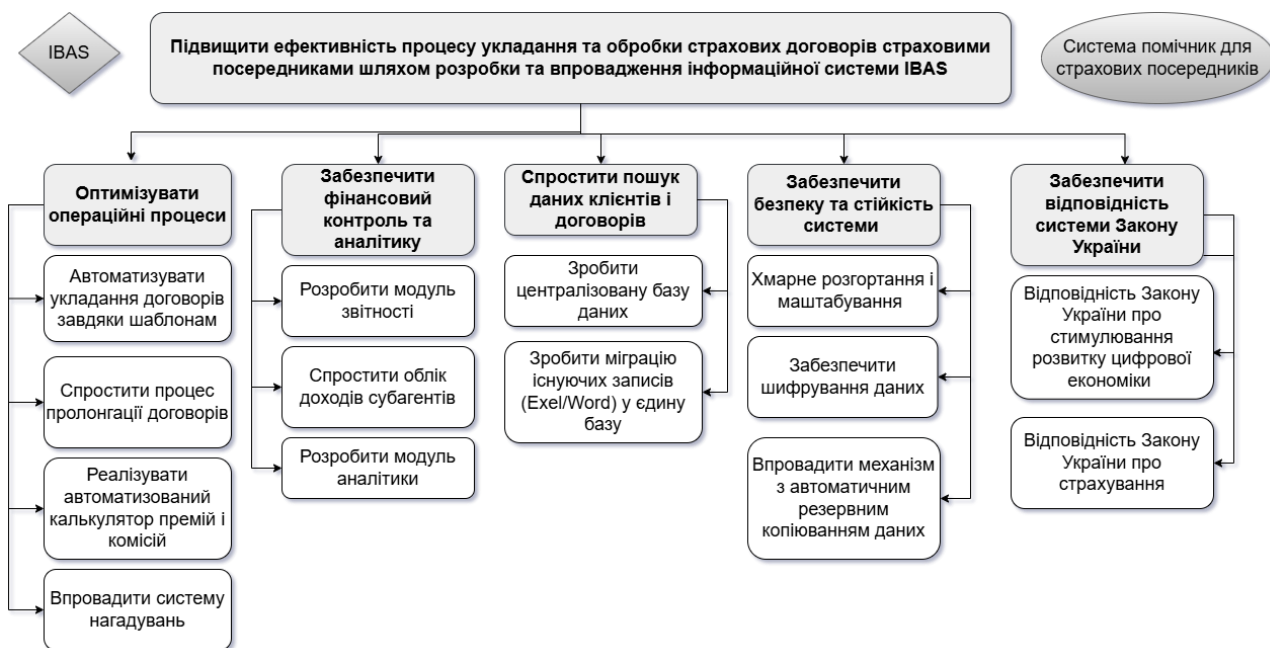 IBAS
Підвищити ефективність процесу укладання та обробки страхових договорів страховими
посередниками шляхом розробки та впровадження інформаційної системи IBAS
Система помічник для
страхових посередників
Оптимізувати
операційні процеси
Автоматизувати
укладання договорів
завдяки шаблонам
Спростити процес
пролонгації договорів
Реалізувати
автоматизований
калькулятор премій і
комісій
Впровадити систему
нагадувань
Забезпечити
фінансовий
контроль та
аналітику
Розробити модуль
звітності
Спростити облік
доходів субагентів
Розробити модуль
аналітики
Спростити пошук
даних клієнтів і
договорів
Зробити
централізовану базу
даних
Зробити міграцію
існуючих записів
(Exel/Word) у єдину
базу
Забезпечити
безпеку та стійкість
системи
Хмарне розгортання і
маштабування
Забезпечити
шифрування даних
Впровадити механізм
з автоматичним
резервним
копіюванням даних
Забезпечити
відповідність
системи Закону
України
Відповідність Закону
України про
стимулювання
розвитку цифрової
економіки
Відповідність Закону
України про
страхування